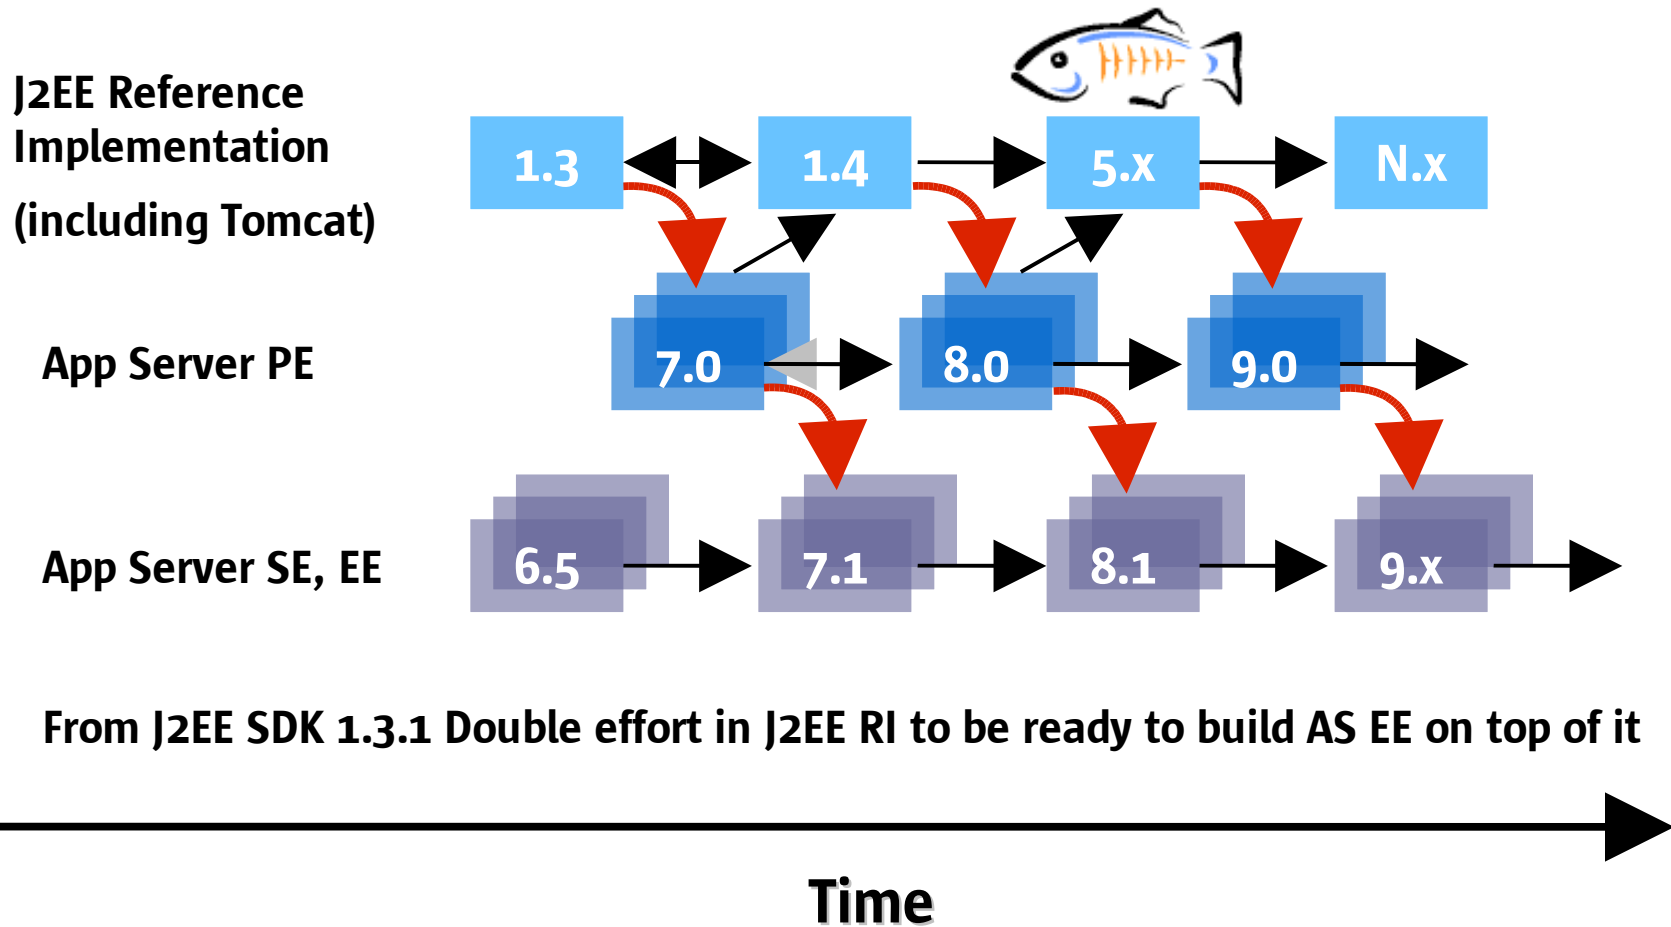 J2EE Reference
Implementation
(including Tomcat)
1.3 1.4 5.x N.x
App Server PE
7.0 8.0 9.0
App Server SE, EE
6.5 7.1 8.1 9.x
From J2EE SDK 1.3.1 Double effort in J2EE RI to be ready to build AS EE on top of it
Time